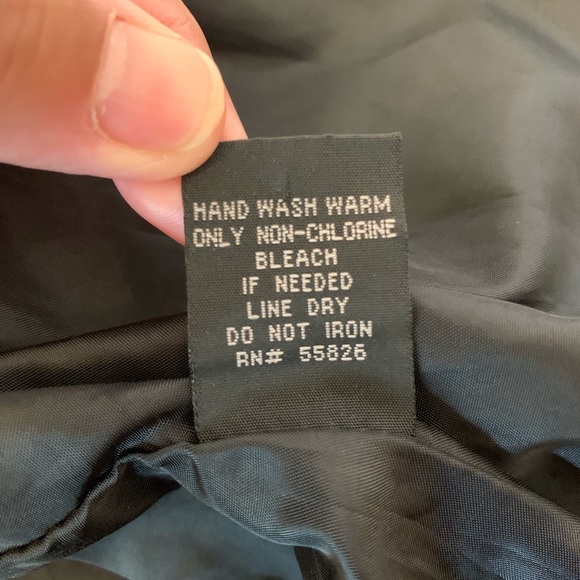 HAND WASH WARM
ONLY NON-CHLORINE
BLEACH
IF NEEDED
LINE DRY
DO NOT IRON
RN# 55826